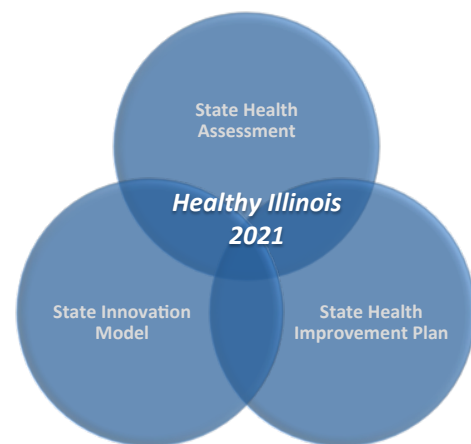 State Health
Assessment
Healthy Illinois
2021
State Innovation
Model
State Health
Improvement Plan